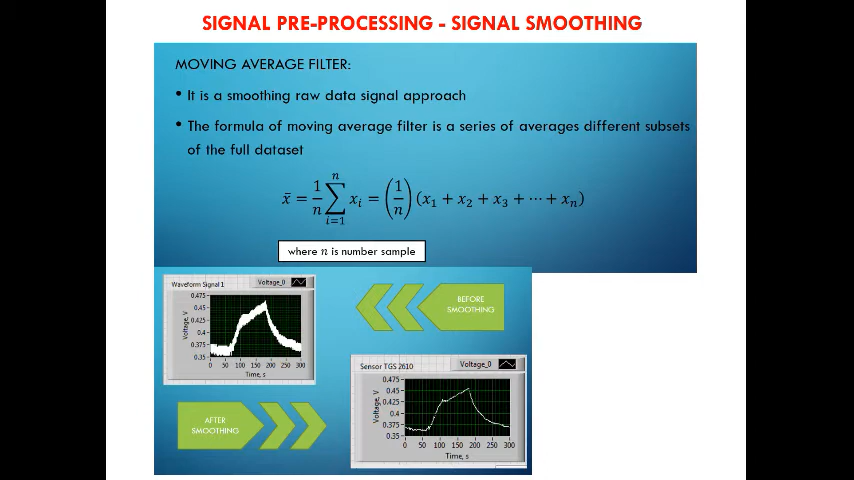 SIGNAL PRE-PROCESSING - SIGNAL SMOOTHING
MOVING AVERAGE FILTER:
• It is a smoothing raw data signal approach
• The formula of moving average filter is a series of averages different subsets
of the full dataset
x̄ = 1/n ∑_{i=1}^{n} x_i = (1/n) (x₁ + x₂ + x₃ + ⋯ + xₙ)
where n is number sample
Waveform Signal 1 Voltage_0
0.475
0.45
0.425
0.4
0.375
0.35
Voltage, V
0 50 100 150 200 250 300
Time, s
BEFORE
SMOOTHING
Sensor TGS 2610 Voltage_0
0.475
0.45
0.425
0.4
0.375
0.35
Voltage, V
0 50 100 150 200 250 300
Time, s
AFTER
SMOOTHING